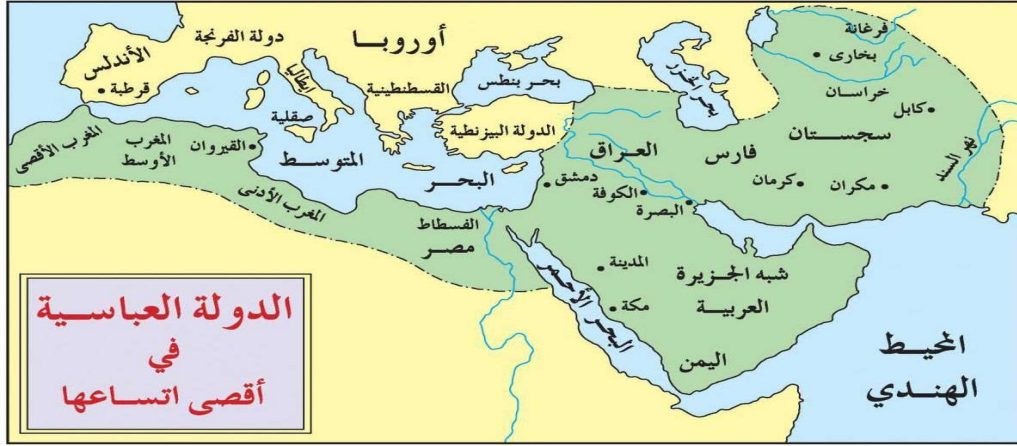 أوروبا
دولة الفرنجة
الأندلس
قرطبة
ايطاليا
صقلية
القسطنطينية
بحر بنطس
الدولة البيزنطية
بحر الخزر
فرغانة
بخارى
خراسان
كابل
سجستان
نهر السند
فارس
العراق
كرمان
مكران
دمشق
الكوفة
البصرة
المغرب الأقصى
المغرب
الأوسط
القيروان
المغرب الأدنى
البحر
المتوسط
الفسطاط
مصر
البحر الأحمر
المدينة
مكة
شبه الجزيرة
العربية
اليمن
المحيط
الهندي
الدولة العباسية
في
أقصى اتساعها